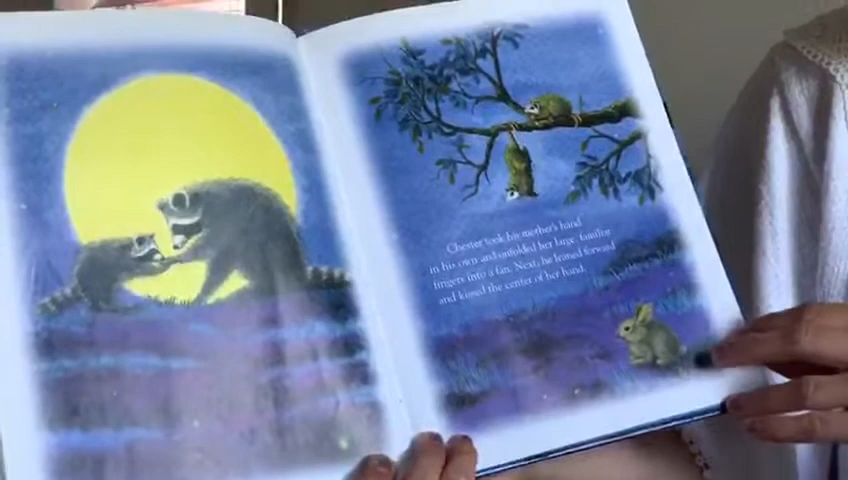 Chester took his mother's hand
in his own and unfolded her large, familiar
fingers into a fan. Next, he leaned forward
and kissed the center of her hand.